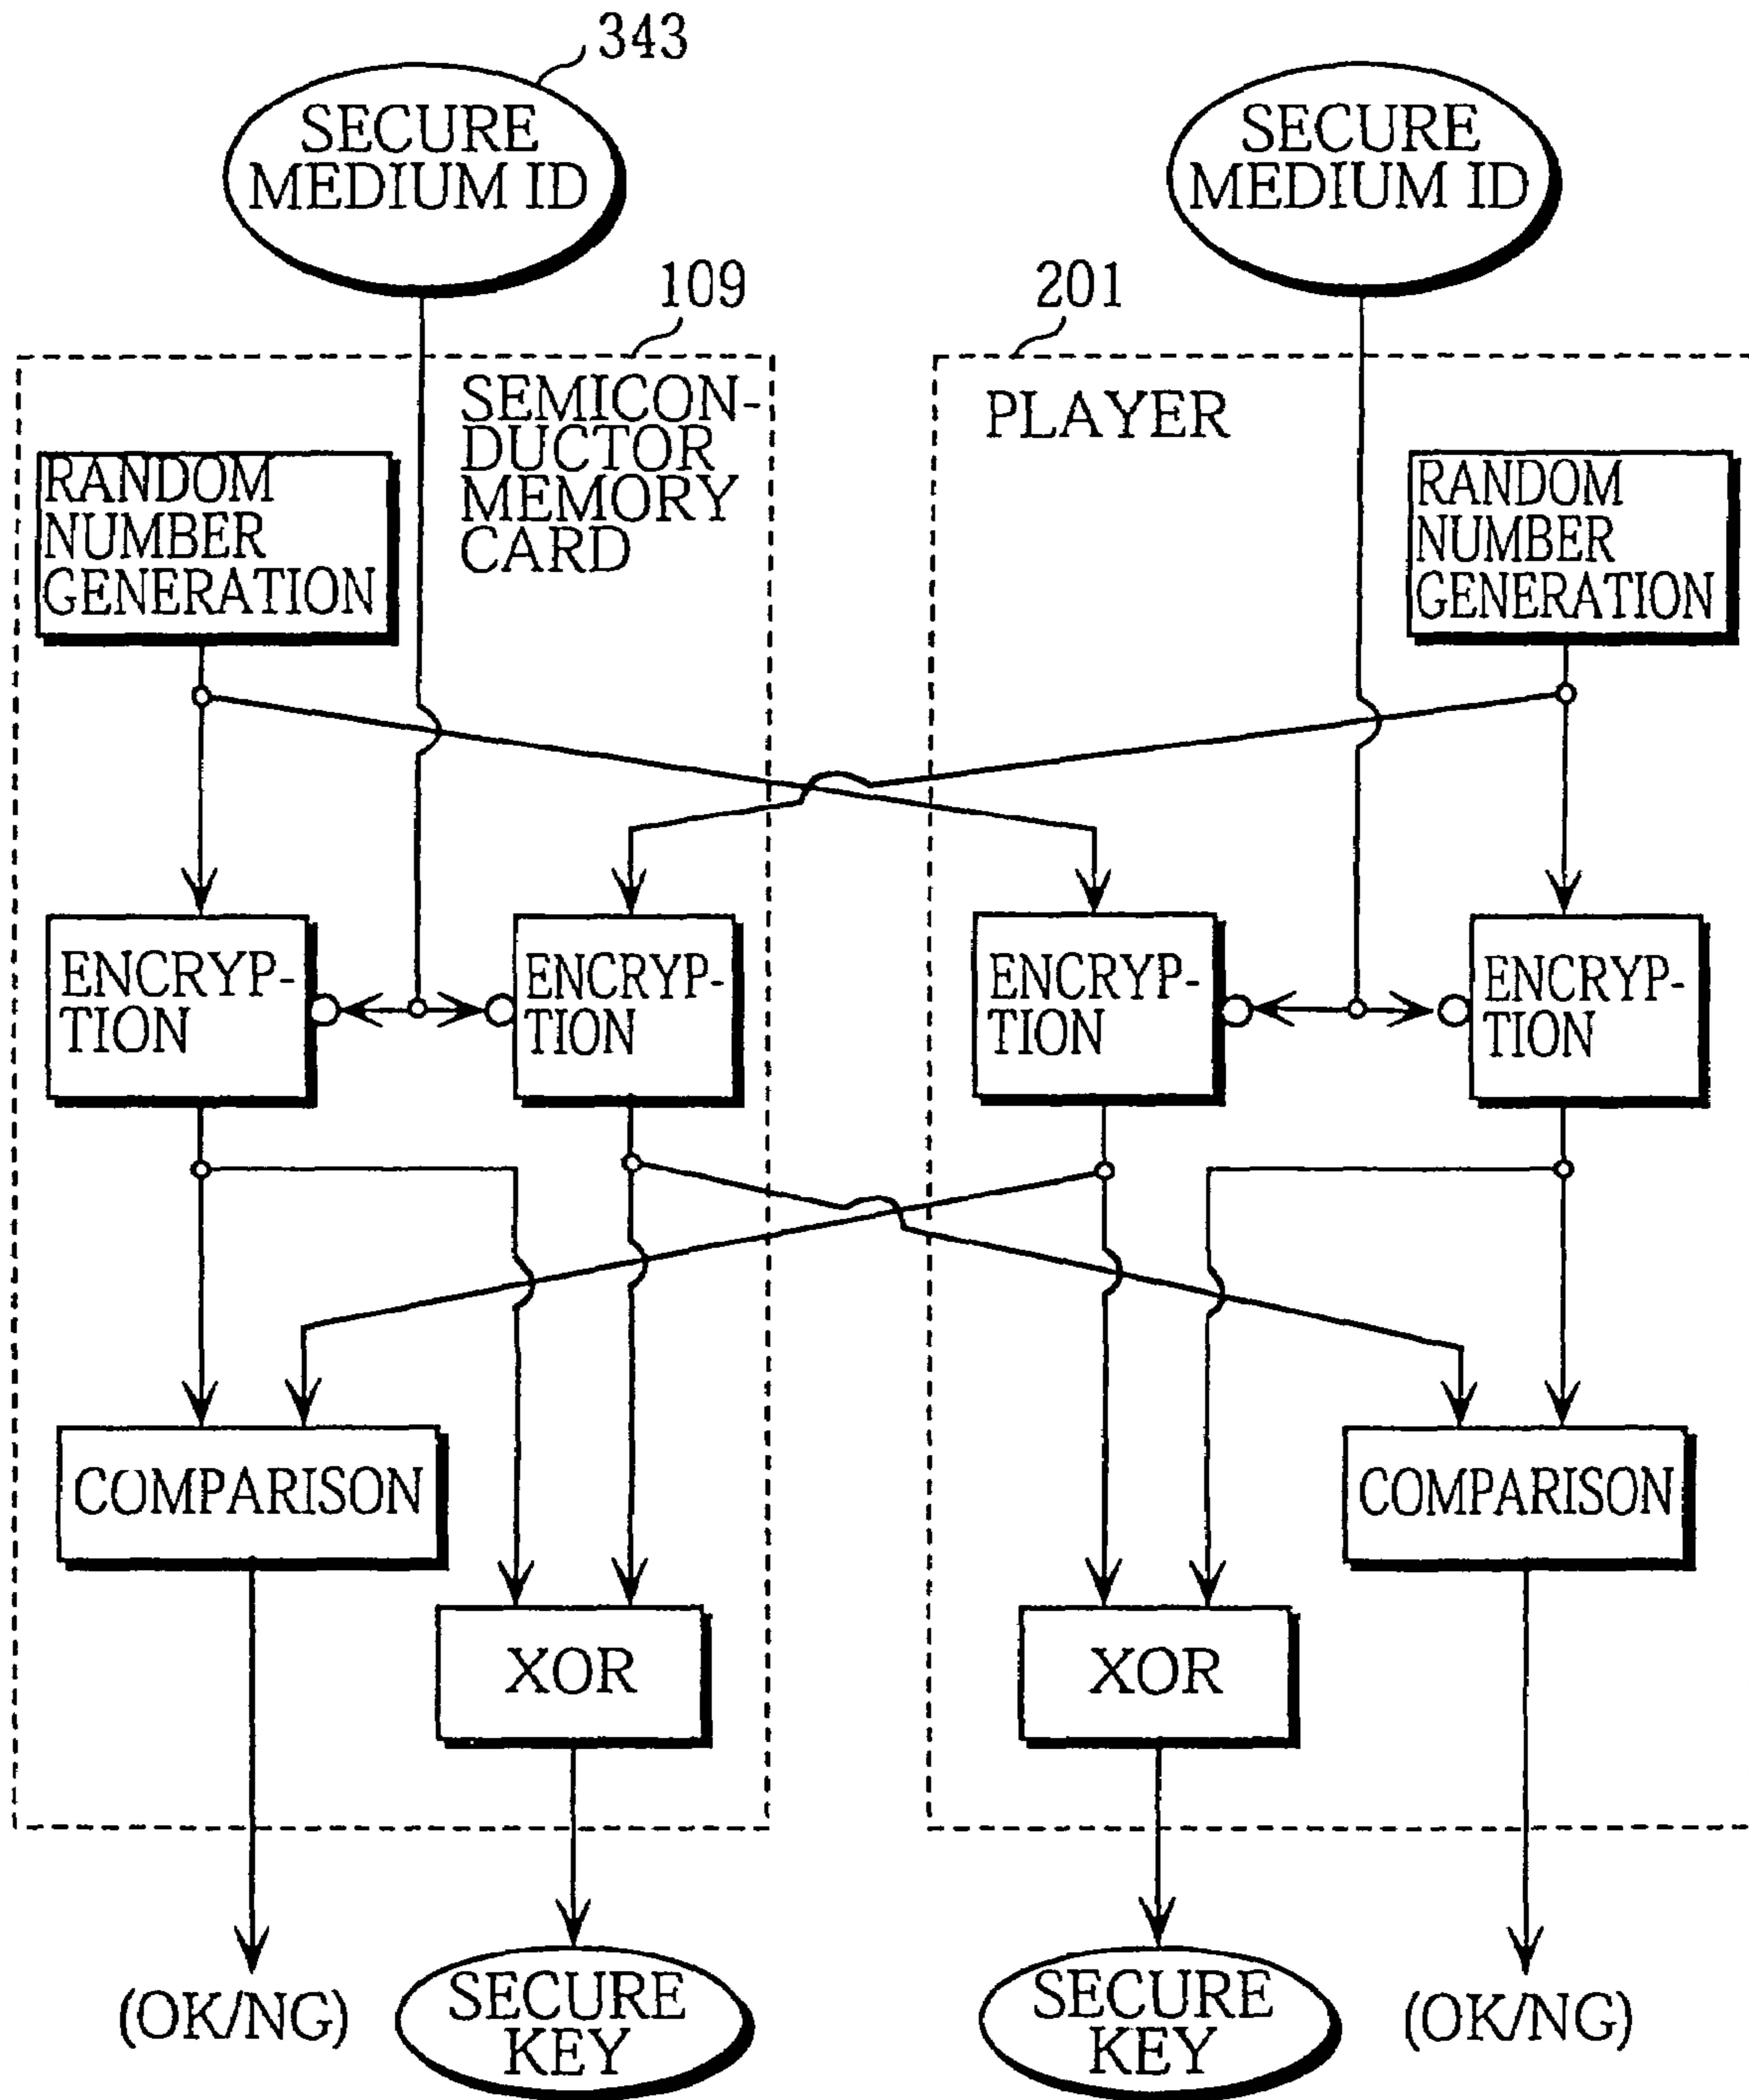 343
SECURE
MEDIUM ID
SECURE
MEDIUM ID
109
201
SEMICON-
DUCTOR
MEMORY
CARD
PLAYER
RANDOM
NUMBER
GENERATION
RANDOM
NUMBER
GENERATION
ENCRYP-
TION
ENCRYP-
TION
ENCRYP-
TION
ENCRYP-
TION
COMPARISON
COMPARISON
XOR
XOR
(OK/NG)
SECURE
KEY
SECURE
KEY
(OK/NG)